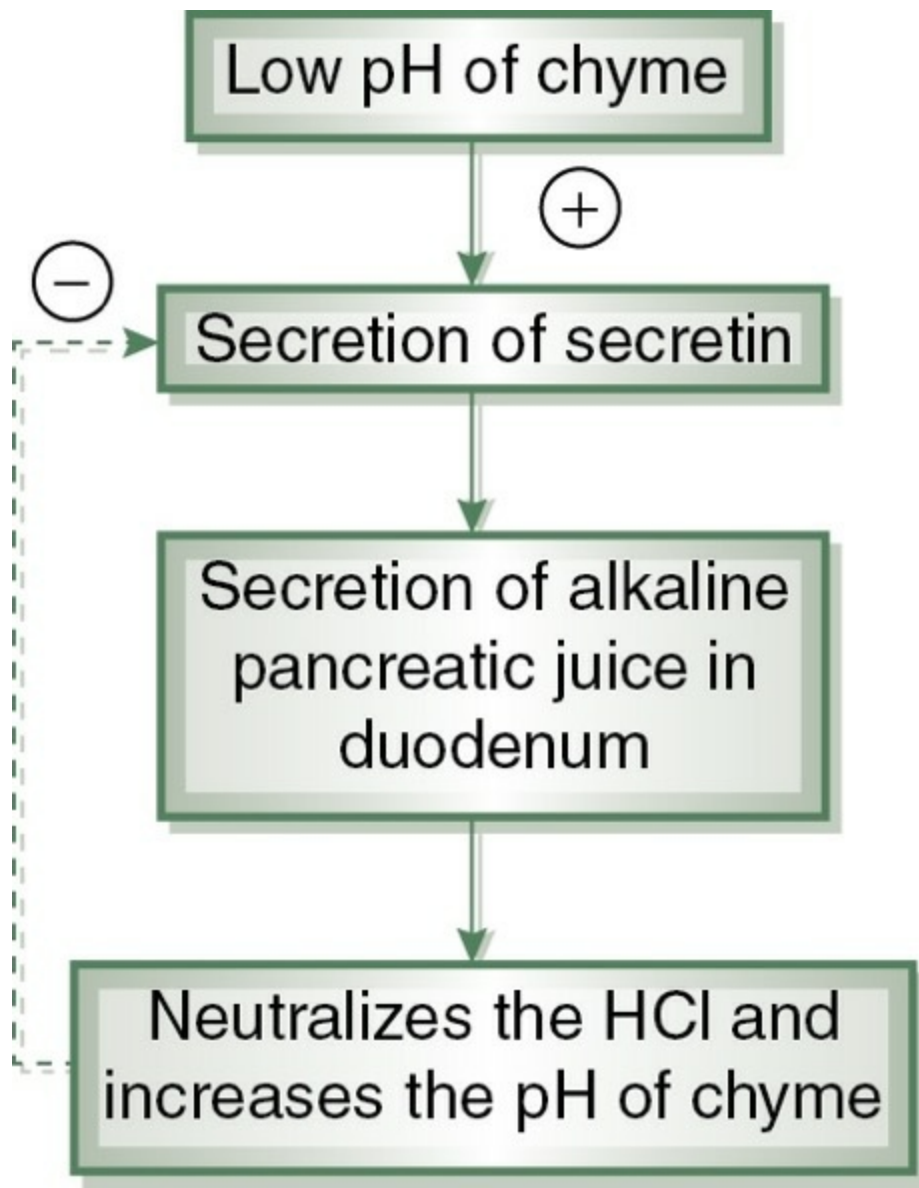 Low pH of chyme
+
−
Secretion of secretin
Secretion of alkaline
pancreatic juice in
duodenum
Neutralizes the HCl and
increases the pH of chyme